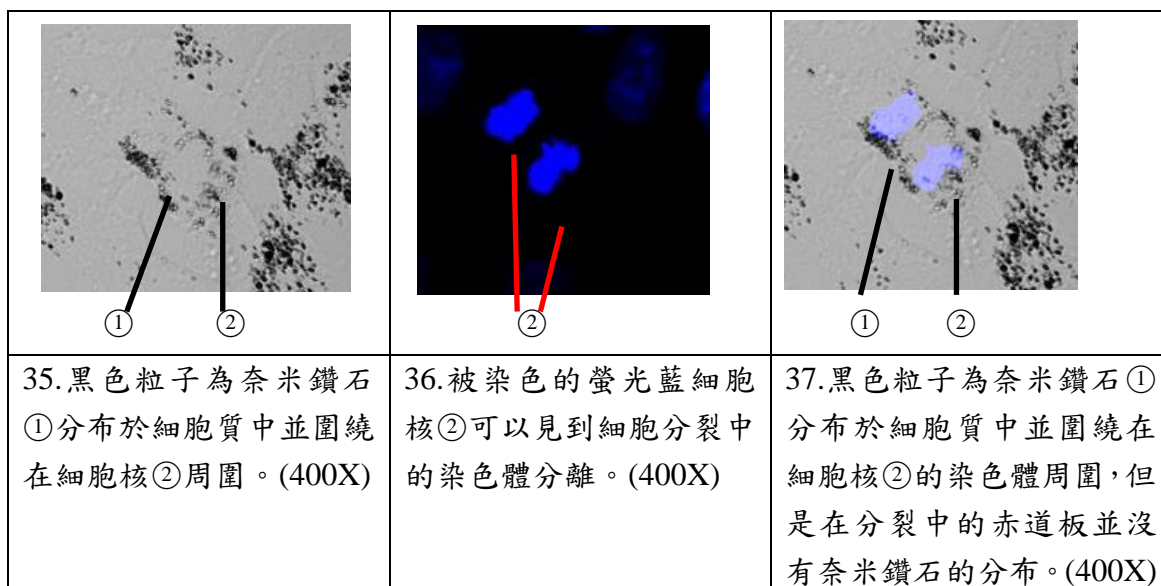 ① ②
②
① ②
35.黑色粒子為奈米鑽石
①分布於細胞質中並圍繞
在細胞核②周圍。(400X)
36.被染色的螢光藍細胞
核②可以見到細胞分裂中
的染色體分離。(400X)
37.黑色粒子為奈米鑽石①
分布於細胞質中並圍繞在
細胞核②的染色體周圍，但
是在分裂中的赤道板並沒
有奈米鑽石的分布。(400X)